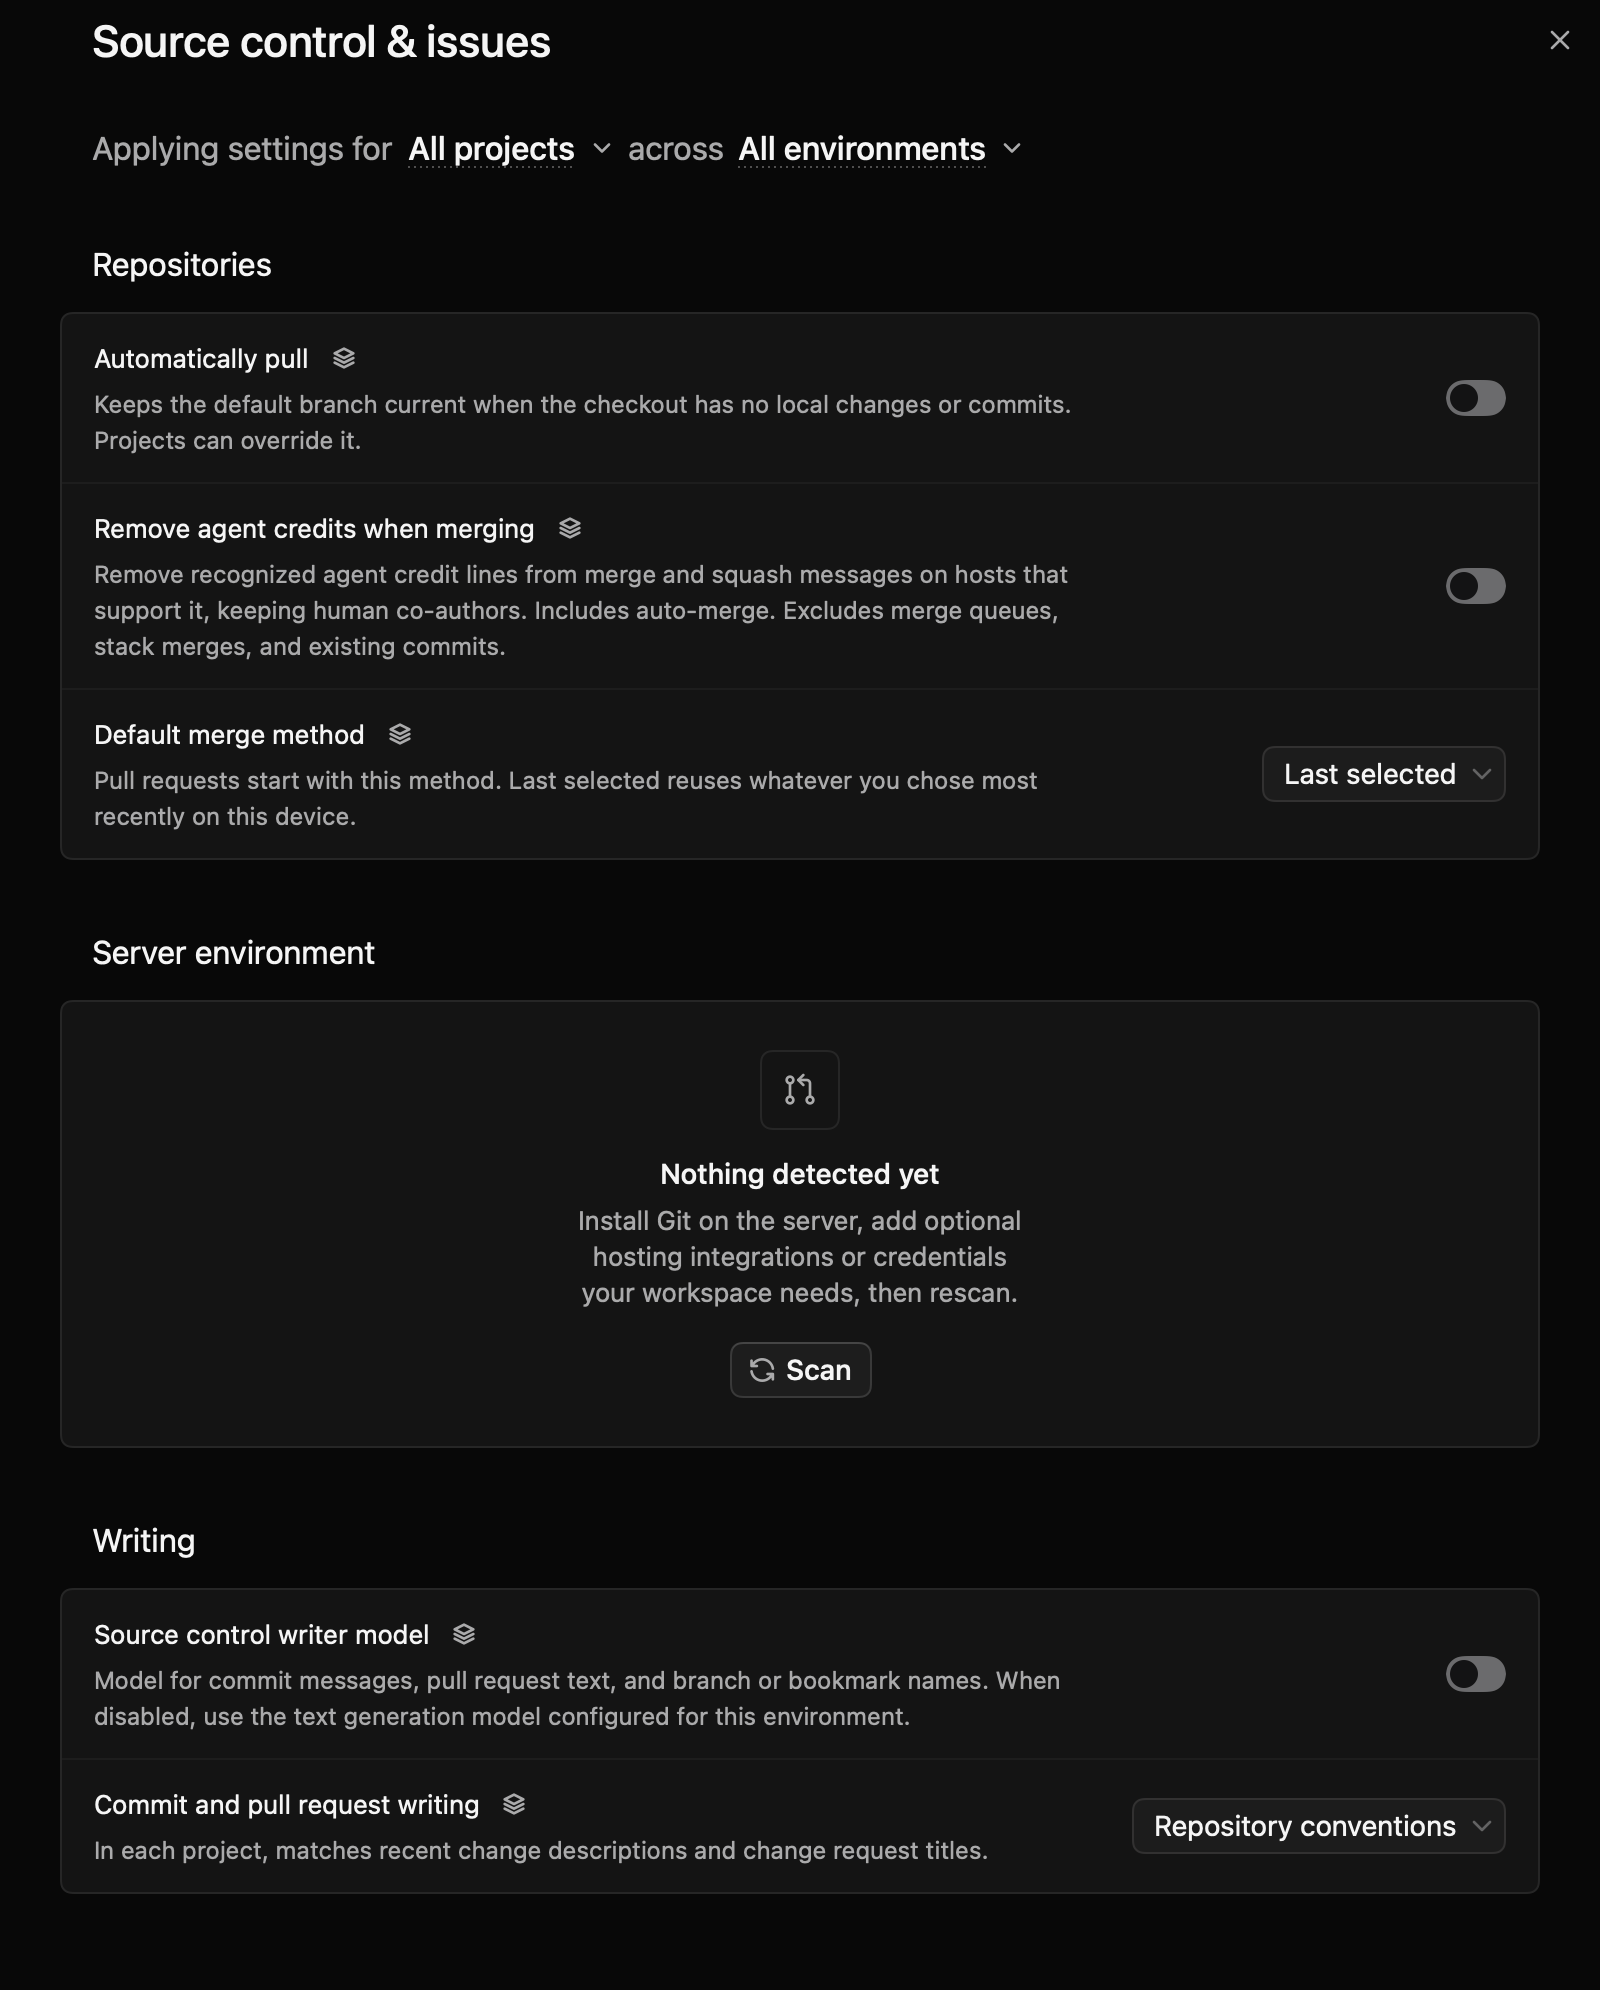 Source control & issues
Applying settings for All projects across All environments
Repositories
Automatically pull
Keeps the default branch current when the checkout has no local changes or commits.
Projects can override it.
Remove agent credits when merging
Remove recognized agent credit lines from merge and squash messages on hosts that
support it, keeping human co-authors. Includes auto-merge. Excludes merge queues,
stack merges, and existing commits.
Default merge method
Pull requests start with this method. Last selected reuses whatever you chose most
recently on this device.
Last selected
Server environment
Nothing detected yet
Install Git on the server, add optional
hosting integrations or credentials
your workspace needs, then rescan.
Scan
Writing
Source control writer model
Model for commit messages, pull request text, and branch or bookmark names. When
disabled, use the text generation model configured for this environment.
Commit and pull request writing
In each project, matches recent change descriptions and change request titles.
Repository conventions